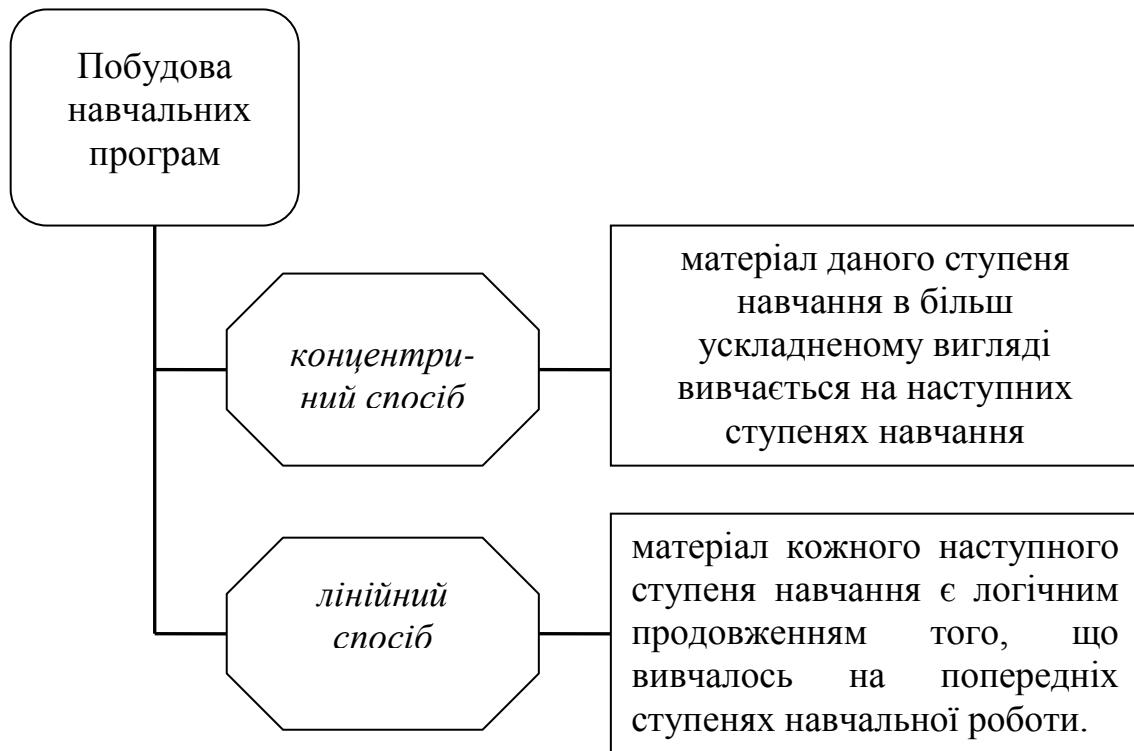 Побудова
навчальних
програм
концентри-
ний спосіб
матеріал даного ступеня
навчання в більш
ускладненому вигляді
вивчається на наступних
ступенях навчання
лінійний
спосіб
матеріал кожного наступного
ступеня навчання є логічним
продовженням того, що
вивчалось на попередніх
ступенях навчальної роботи.